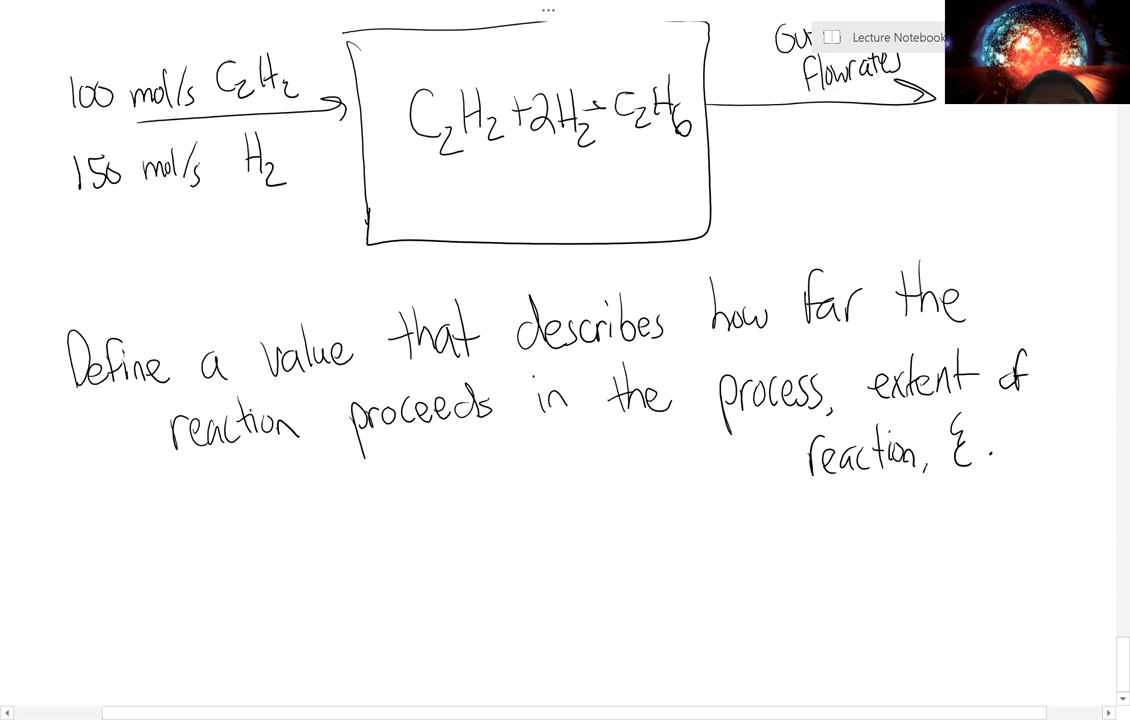 100 mol/s C₂H₂
150 mol/s H₂
C₂H₂ + 2H₂ → C₂H₆
Lecture Notebook
flowrates
Define a value that describes how far the
reaction proceeds in the process, extent of
reaction, ξ.